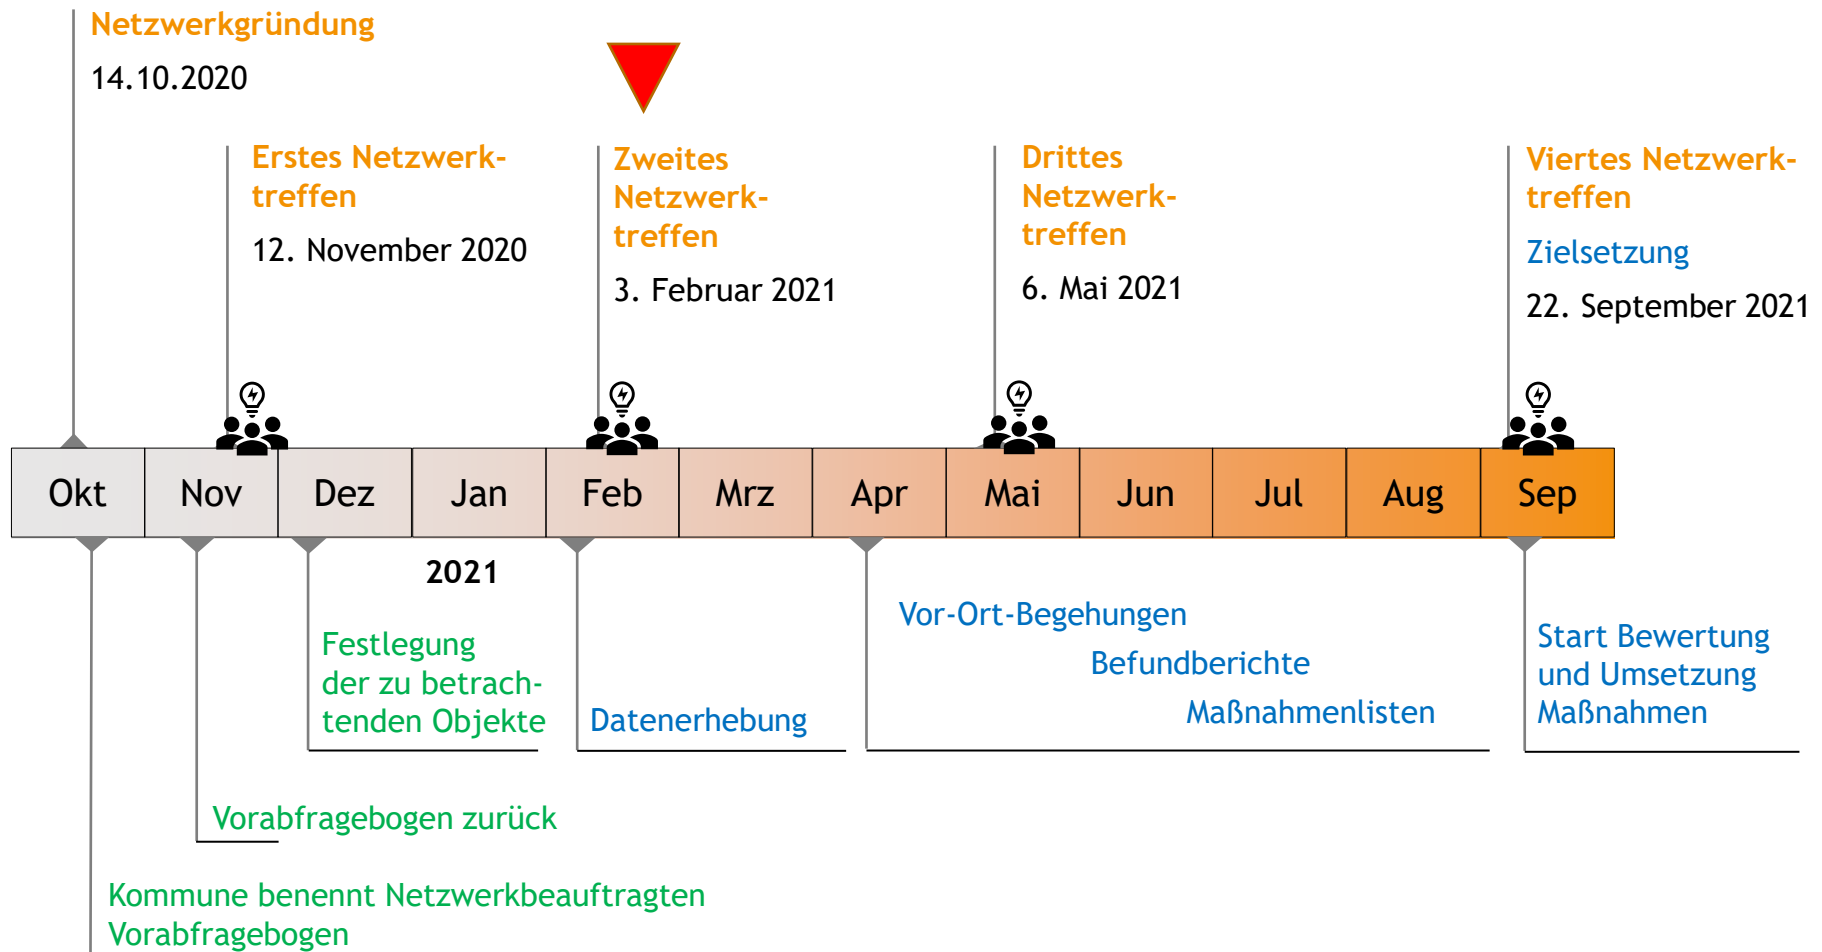 Netzwerkgründung
14.10.2020
Erstes Netzwerk-
treffen
12. November 2020
Zweites
Netzwerk-
treffen
3. Februar 2021
Drittes
Netzwerk-
treffen
6. Mai 2021
Viertes Netzwerk-
treffen
Zielsetzung
22. September 2021
Okt Nov Dez Jan Feb Mrz Apr Mai Jun Jul Aug Sep
2021
Festlegung
der zu betrach-
tenden Objekte
Datenerhebung
Vor-Ort-Begehungen
Befundberichte
Maßnahmenlisten
Start Bewertung
und Umsetzung
Maßnahmen
Vorabfragebogen zurück
Kommune benennt Netzwerkbeauftragten
Vorabfragebogen